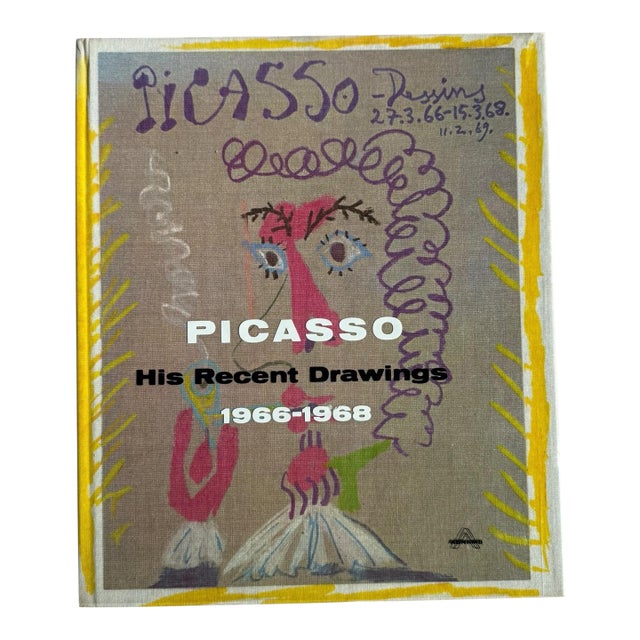 PICASSO - Dessins
27.3.66-15.3.68.
11.2.69.
PICASSO
His Recent Drawings
1966-1968